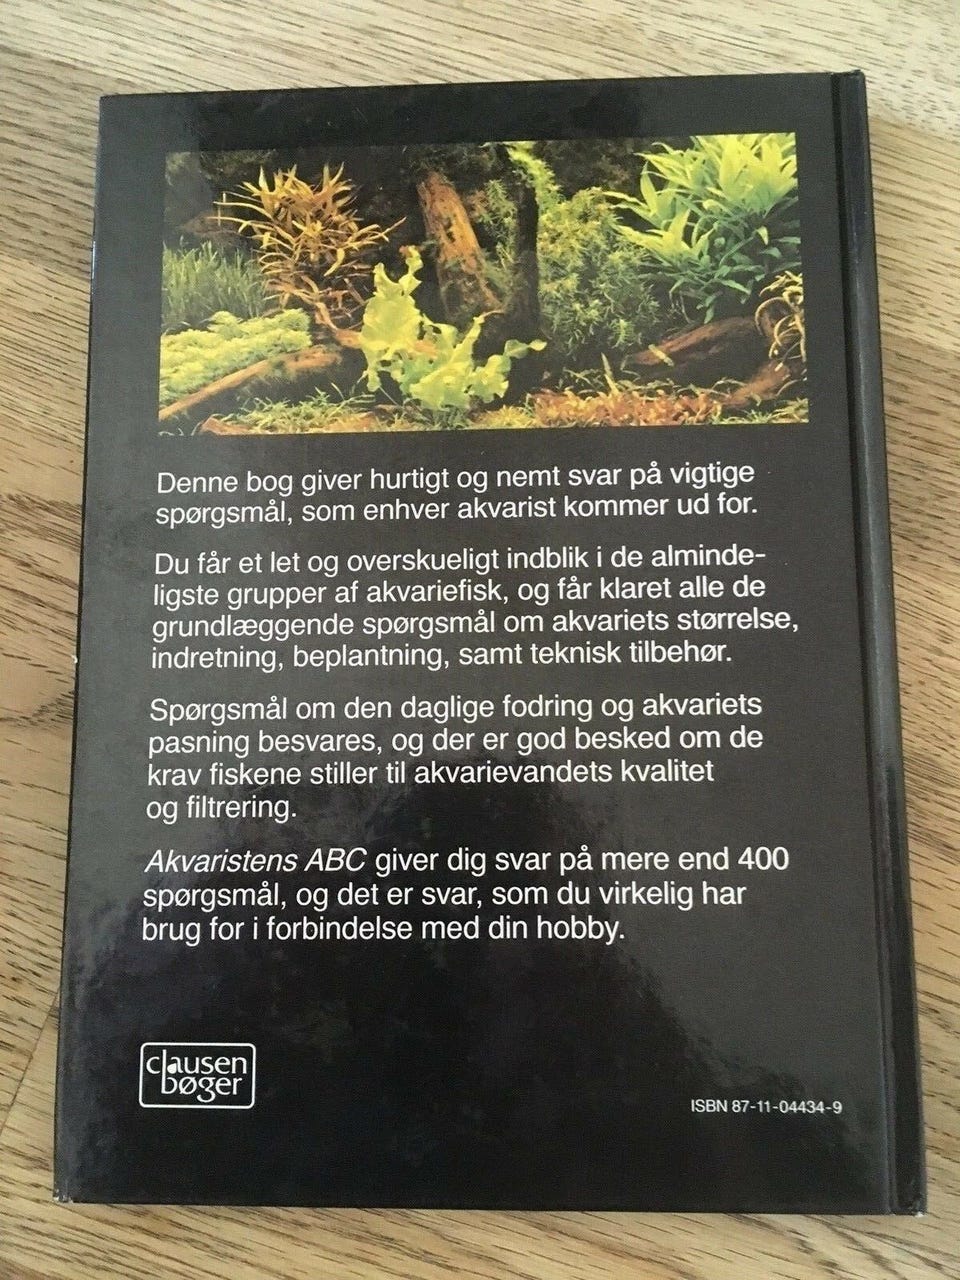 Denne bog giver hurtigt og nemt svar på vigtige
spørgsmål, som enhver akvarist kommer ud for.
Du får et let og overskueligt indblik i de alminde-
ligste grupper af akvariefisk, og får klaret alle de
grundlæggende spørgsmål om akvariets størrelse,
indretning, beplantning, samt teknisk tilbehør.
Spørgsmål om den daglige fodring og akvariets
pasning besvares, og der er god besked om de
krav fiskene stiller til akvarievandets kvalitet
og filtrering.
Akvaristens ABC giver dig svar på mere end 400
spørgsmål, og det er svar, som du virkelig har
brug for i forbindelse med din hobby.
clausen
bøger
ISBN 87-11-04434-9